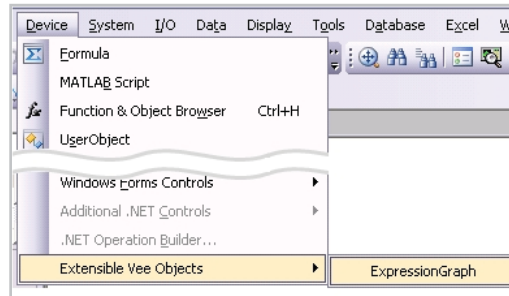 Device System I/O Data Display Tools Database Excel
Formula
MATLAB Script
Function & Object Browser Ctrl+H
UserObject
Windows Forms Controls
Additional .NET Controls
.NET Operation Builder...
Extensible Vee Objects ExpressionGraph